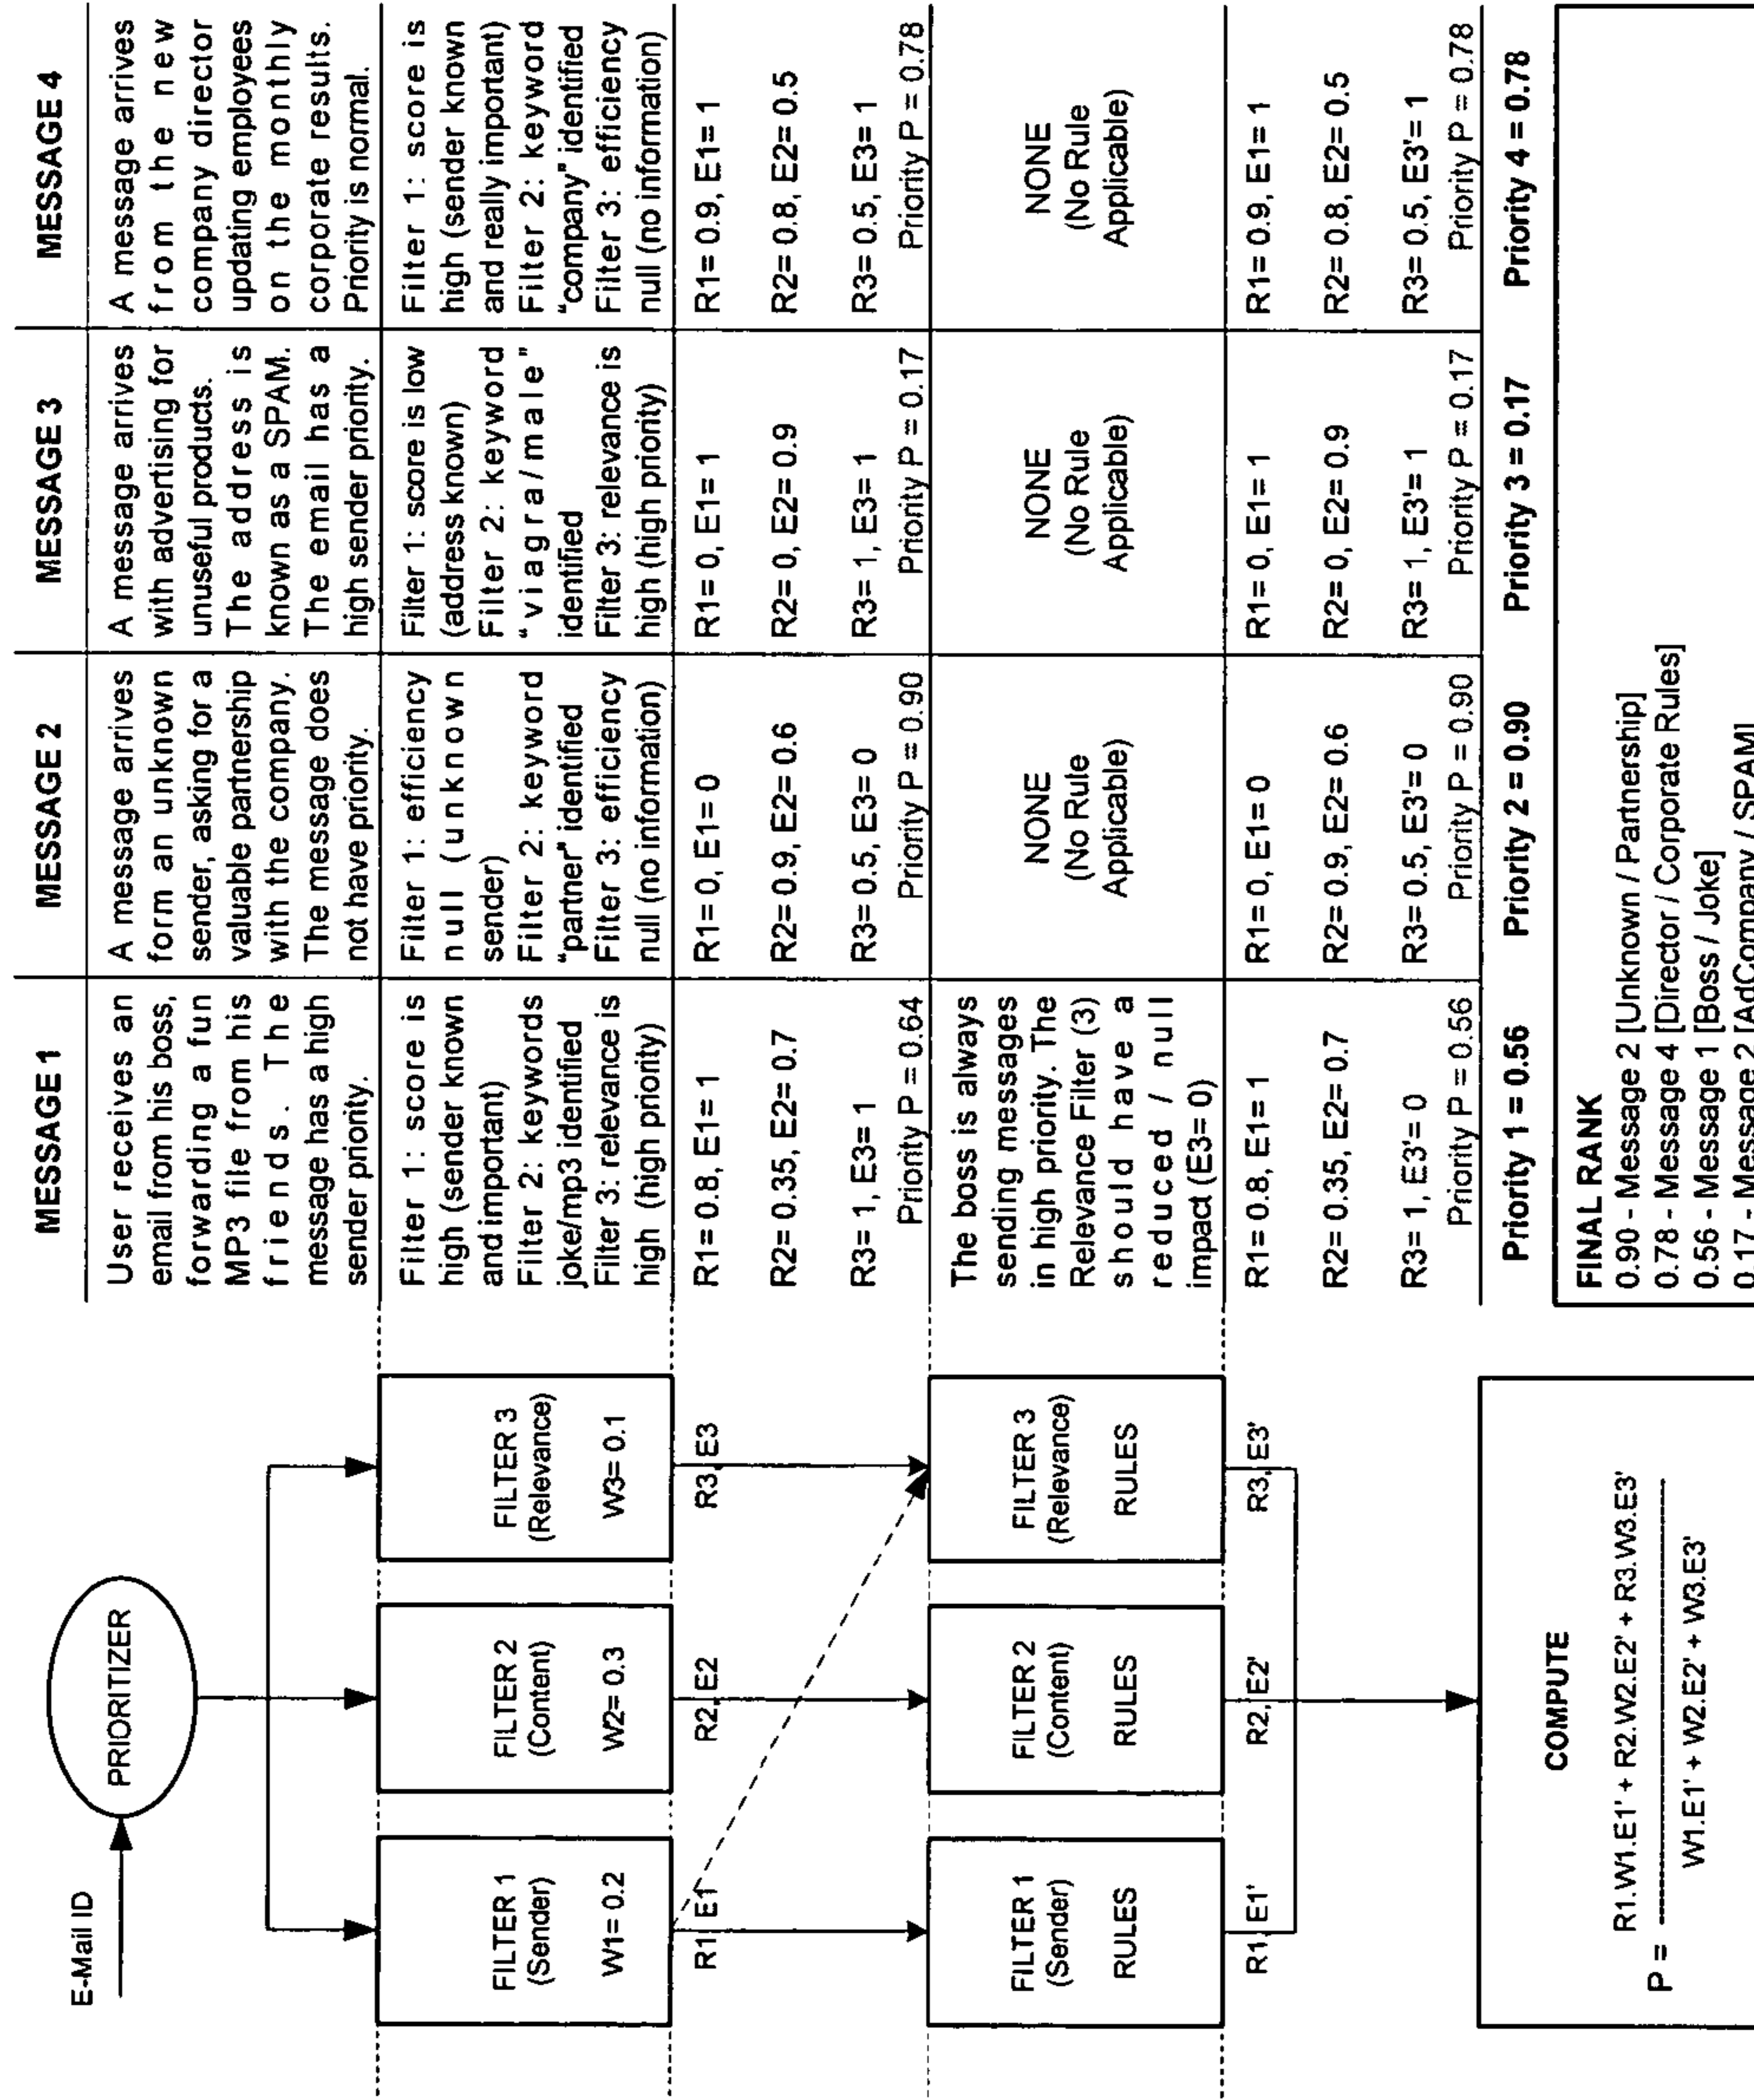 E-Mail ID
PRIORITIZER
FILTER 1
(Sender)
W1= 0.2
FILTER 2
(Content)
W2= 0.3
FILTER 3
(Relevance)
W3= 0.1
R1, E1
R2, E2
R3, E3
FILTER 1
(Sender)
RULES
FILTER 2
(Content)
RULES
FILTER 3
(Relevance)
RULES
R1, E1'
R2, E2'
R3, E3'
COMPUTE
R1.W1.E1' + R2.W2.E2' + R3.W3.E3'
P =
W1.E1' + W2.E2' + W3.E3'
MESSAGE 1
User receives an
email from his boss,
forwarding a fun
MP3 file from his
friends. The
message has a high
sender priority.
Filter 1: score is
high (sender known
and important)
Filter 2: keywords
joke/mp3 identified
Filter 3: relevance is
high (high priority)
R1= 0.8, E1= 1
R2= 0.35, E2= 0.7
R3= 1, E3= 1
Priority P = 0.64
The boss is always
sending messages
in high priority. The
Relevance Filter (3)
should have a
reduced / null
impact (E3= 0)
R1= 0.8, E1= 1
R2= 0.35, E2= 0.7
R3= 1, E3'= 0
Priority P = 0.56
Priority 1 = 0.56
MESSAGE 2
A message arrives
form an unknown
sender, asking for a
valuable partnership
with the company.
The message does
not have priority.
Filter 1: efficiency
null (unknown
sender)
Filter 2: keyword
"partner" identified
Filter 3: efficiency
null (no information)
R1= 0, E1= 0
R2= 0.9, E2= 0.6
R3= 0.5, E3= 0
Priority P = 0.90
NONE
(No Rule
Applicable)
R1= 0, E1= 0
R2= 0.9, E2= 0.6
R3= 0.5, E3'= 0
Priority P = 0.90
Priority 2 = 0.90
MESSAGE 3
A message arrives
with advertising for
unuseful products.
The address is
known as a SPAM.
The email has a
high sender priority.
Filter 1: score is low
(address known)
Filter 2: keyword
"viagra/male"
identified
Filter 3: relevance is
high (high priority)
R1= 0, E1= 1
R2= 0, E2= 0.9
R3= 1, E3= 1
Priority P = 0.17
NONE
(No Rule
Applicable)
R1= 0, E1= 1
R2= 0, E2= 0.9
R3= 1, E3'= 1
Priority P = 0.17
Priority 3 = 0.17
MESSAGE 4
A message arrives
from the new
company director
updating employees
on the monthly
corporate results.
Priority is normal.
Filter 1: score is
high (sender known
and really important)
Filter 2: keyword
"company" identified
Filter 3: efficiency
null (no information)
R1= 0.9, E1= 1
R2= 0.8, E2= 0.5
R3= 0.5, E3= 1
Priority P = 0.78
NONE
(No Rule
Applicable)
R1= 0.9, E1= 1
R2= 0.8, E2= 0.5
R3= 0.5, E3'= 1
Priority P = 0.78
Priority 4 = 0.78
FINAL RANK
0.90 - Message 2 [Unknown / Partnership]
0.78 - Message 4 [Director / Corporate Rules]
0.56 - Message 1 [Boss / Joke]
0.17 - Message 2 [AdCompany / SPAM]